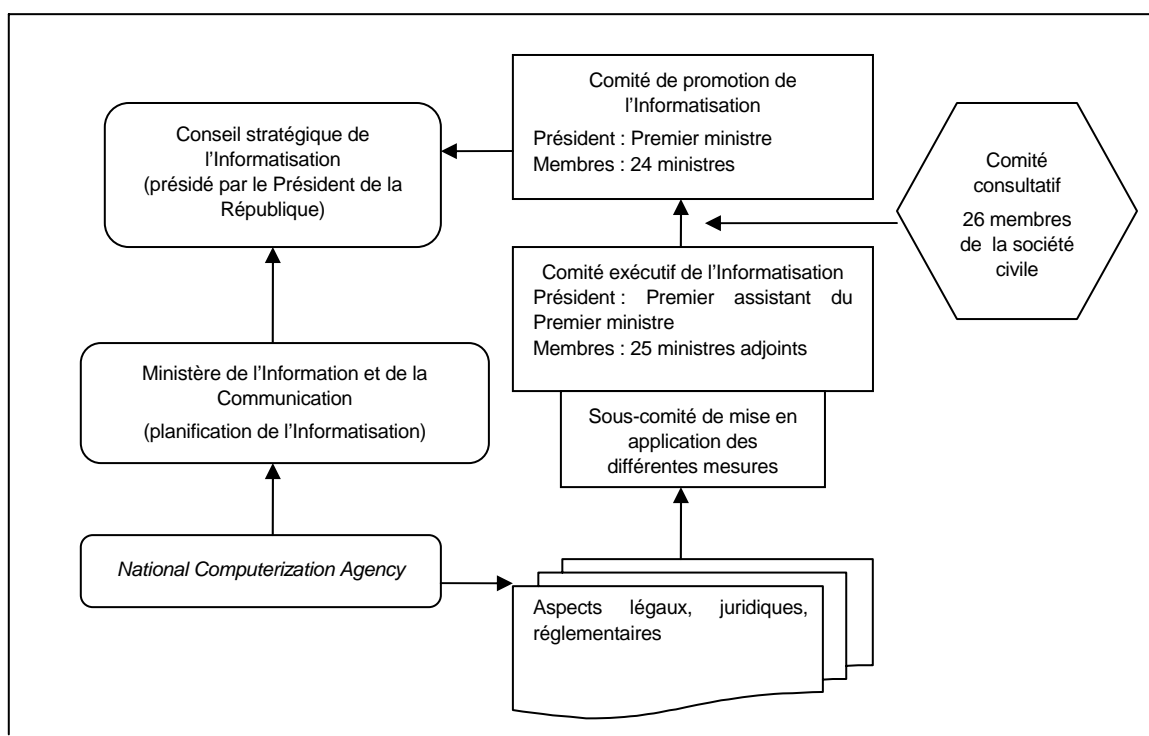 Comité de promotion de
l’Informatisation
Président : Premier ministre
Membres : 24 ministres
Conseil stratégique de
l’Informatisation
(présidé par le Président de la
République)
Comité
consultatif
26 membres
de la société
civile
Comité exécutif de l’Informatisation
Président : Premier assistant du
Premier ministre
Membres : 25 ministres adjoints
Ministère de l’Information et de la
Communication
(planification de l’Informatisation)
Sous-comité de mise en
application des
différentes mesures
National Computerization Agency
Aspects légaux, juridiques,
réglementaires